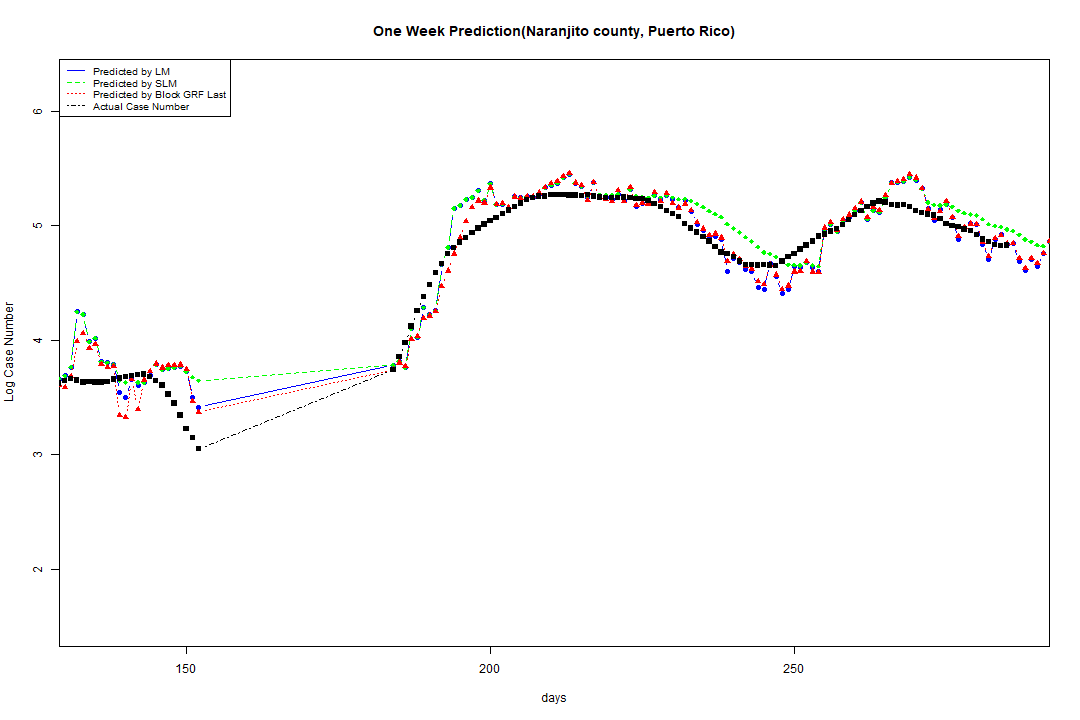 One Week Prediction(Naranjito county, Puerto Rico)
Predicted by LM
Predicted by SLM
Predicted by Block GRF Last
Actual Case Number
6
5
4
3
2
Log Case Number
150
200
250
days